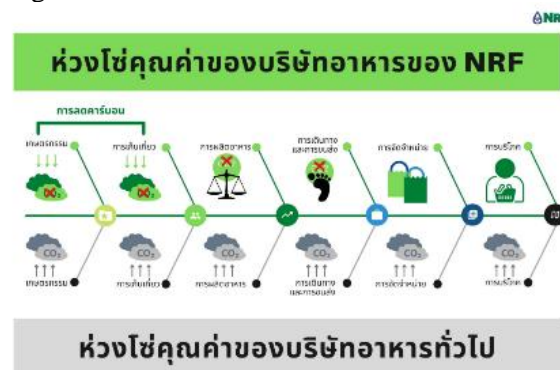 NRF
ห่วงโซ่คุณค่าของบริษัทอาหารของ NRF
การลดคาร์บอน
เกษตรกรรม
การเก็บเกี่ยว
การผลิตอาหาร
การเดินทาง
และการขนส่ง
การจัดจำหน่าย
การบริโภค
CO₂
CO₂
CO₂
CO₂
CO₂
CO₂
CO₂
CO₂
เกษตรกรรม
การเก็บเกี่ยว
การผลิตอาหาร
การเดินทาง
และการขนส่ง
การจัดจำหน่าย
การบริโภค
ห่วงโซ่คุณค่าของบริษัทอาหารทั่วไป